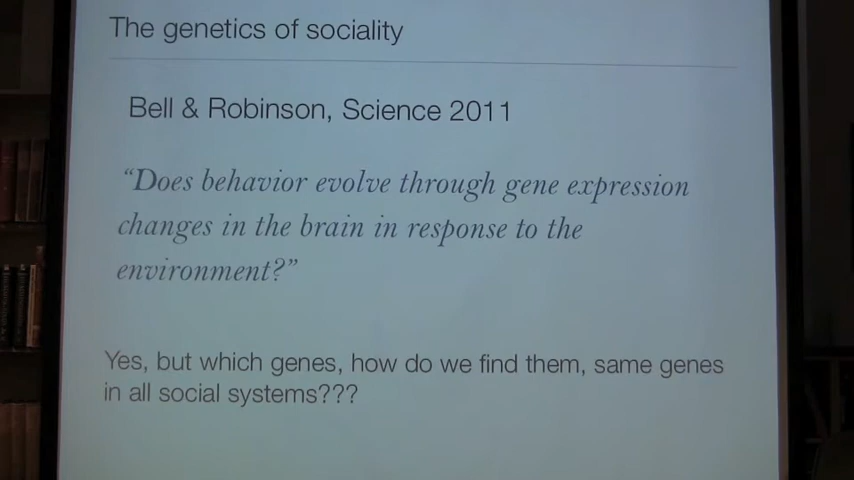 The genetics of sociality
Bell & Robinson, Science 2011
“Does behavior evolve through gene expression
changes in the brain in response to the
environment?”
Yes, but which genes, how do we find them, same genes
in all social systems???